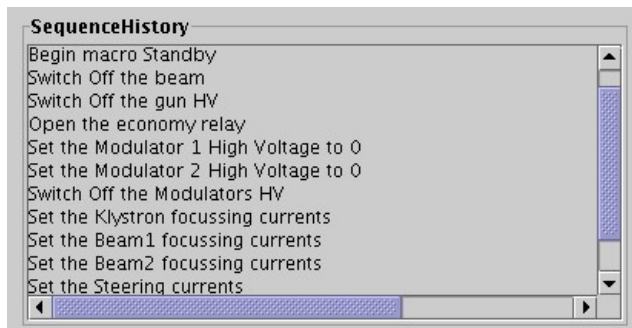 SequenceHistory
Begin macro Standby
Switch Off the beam
Switch Off the gun HV
Open the economy relay
Set the Modulator 1 High Voltage to 0
Set the Modulator 2 High Voltage to 0
Switch Off the Modulators HV
Set the Klystron focussing currents
Set the Beam1 focussing currents
Set the Beam2 focussing currents
Set the Steering currents